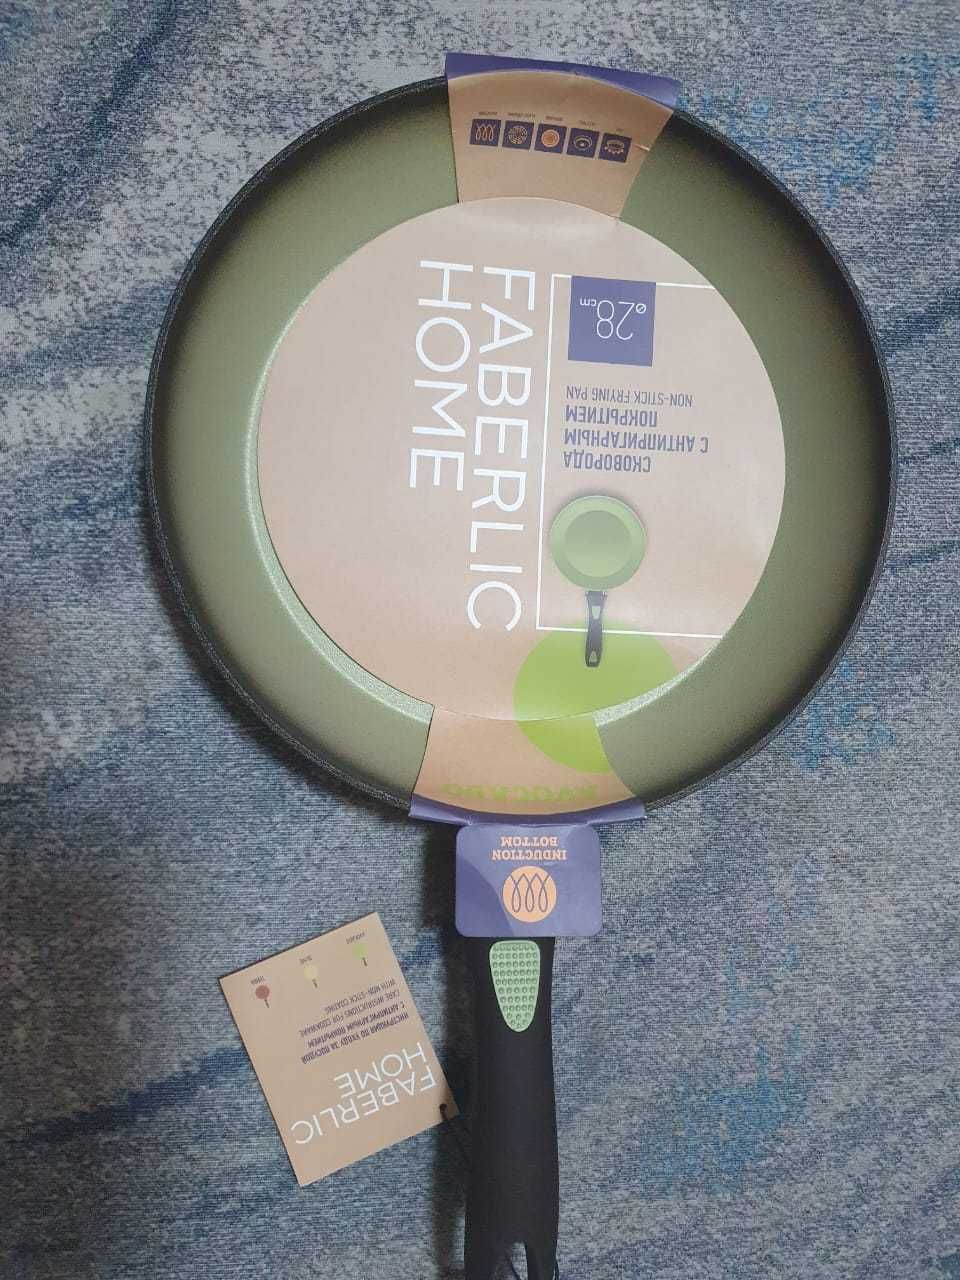 FABERLIC
HOME
⌀28cm
СКОВОРОДА
С АНТИПРИГАРНЫМ
ПОКРЫТИЕМ
NON-STICK FRYING PAN
INDUCTION
BOTTOM
FABERLIC
HOME
ИНСТРУКЦИЯ ПО УХОДУ ЗА ПОСУДОЙ
С АНТИПРИГАРНЫМ ПОКРЫТИЕМ
CARE INSTRUCTIONS FOR COOKWARE
WITH NON-STICK COATING